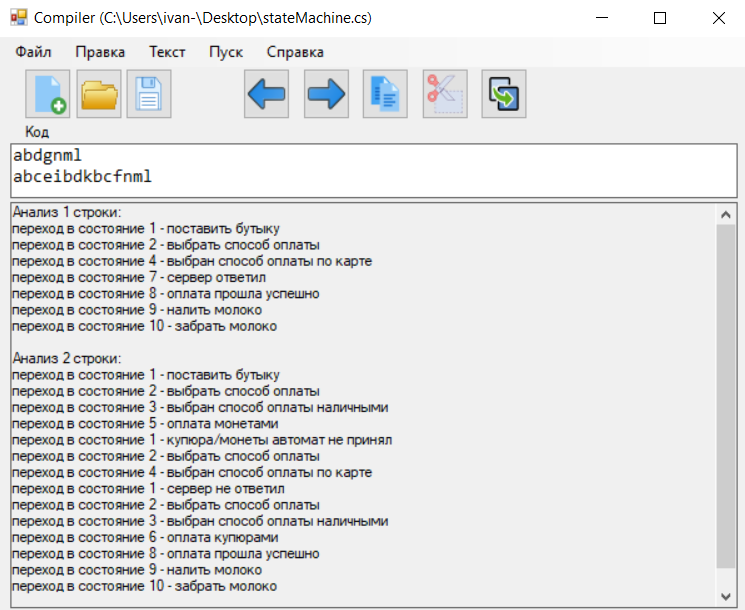 Compiler (C:\Users\ivan-\Desktop\stateMachine.cs)
Файл Правка Текст Пуск Справка
Код
abdgnml
abceibdkbcfnml
Анализ 1 строки:
переход в состояние 1 - поставить бутыку
переход в состояние 2 - выбрать способ оплаты
переход в состояние 4 - выбран способ оплаты по карте
переход в состояние 7 - сервер ответил
переход в состояние 8 - оплата прошла успешно
переход в состояние 9 - налить молоко
переход в состояние 10 - забрать молоко
Анализ 2 строки:
переход в состояние 1 - поставить бутыку
переход в состояние 2 - выбрать способ оплаты
переход в состояние 3 - выбран способ оплаты наличными
переход в состояние 5 - оплата монетами
переход в состояние 1 - купюра/монеты автомат не принял
переход в состояние 2 - выбрать способ оплаты
переход в состояние 4 - выбран способ оплаты по карте
переход в состояние 1 - сервер не ответил
переход в состояние 2 - выбрать способ оплаты
переход в состояние 3 - выбран способ оплаты наличными
переход в состояние 6 - оплата купюрами
переход в состояние 8 - оплата прошла успешно
переход в состояние 9 - налить молоко
переход в состояние 10 - забрать молоко